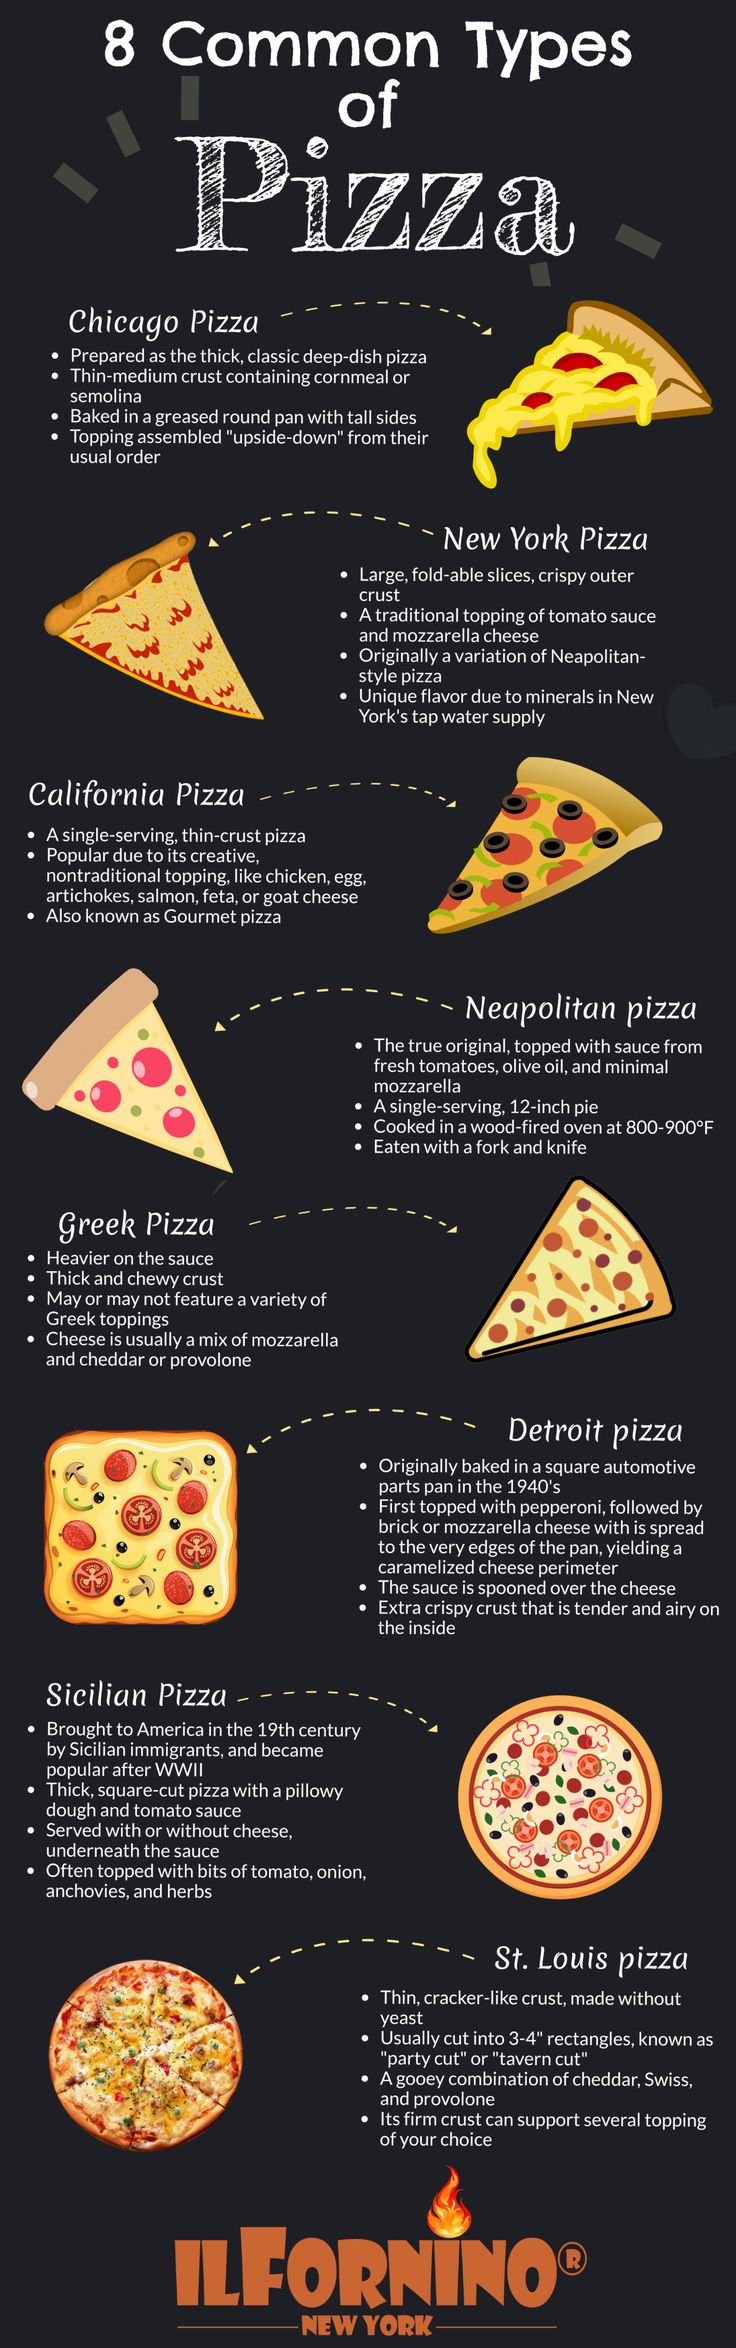 8 Common Types
of
Pizza
Chicago Pizza
• Prepared as the thick, classic deep-dish pizza
• Thin-medium crust containing cornmeal or
semolina
• Baked in a greased round pan with tall sides
• Topping assembled "upside-down" from their
usual order
New York Pizza
• Large, fold-able slices, crispy outer
crust
• A traditional topping of tomato sauce
and mozzarella cheese
• Originally a variation of Neapolitan-
style pizza
• Unique flavor due to minerals in New
York's tap water supply
California Pizza
• A single-serving, thin-crust pizza
• Popular due to its creative,
nontraditional topping, like chicken, egg,
artichokes, salmon, feta, or goat cheese
• Also known as Gourmet pizza
Neapolitan pizza
• The true original, topped with sauce from
fresh tomatoes, olive oil, and minimal
mozzarella
• A single-serving, 12-inch pie
• Cooked in a wood-fired oven at 800-900°F
• Eaten with a fork and knife
Greek Pizza
• Heavier on the sauce
• Thick and chewy crust
• May or may not feature a variety of
Greek toppings
• Cheese is usually a mix of mozzarella
and cheddar or provolone
Detroit pizza
• Originally baked in a square automotive
parts pan in the 1940's
• First topped with pepperoni, followed by
brick or mozzarella cheese with is spread
to the very edges of the pan, yielding a
caramelized cheese perimeter
• The sauce is spooned over the cheese
• Extra crispy crust that is tender and airy on
the inside
Sicilian Pizza
• Brought to America in the 19th century
by Sicilian immigrants, and became
popular after WWII
• Thick, square-cut pizza with a pillowy
dough and tomato sauce
• Served with or without cheese,
underneath the sauce
• Often topped with bits of tomato, onion,
anchovies, and herbs
St. Louis pizza
• Thin, cracker-like crust, made without
yeast
• Usually cut into 3-4" rectangles, known as
"party cut" or "tavern cut"
• A gooey combination of cheddar, Swiss,
and provolone
• Its firm crust can support several topping
of your choice
ILFORNINO®
NEW YORK